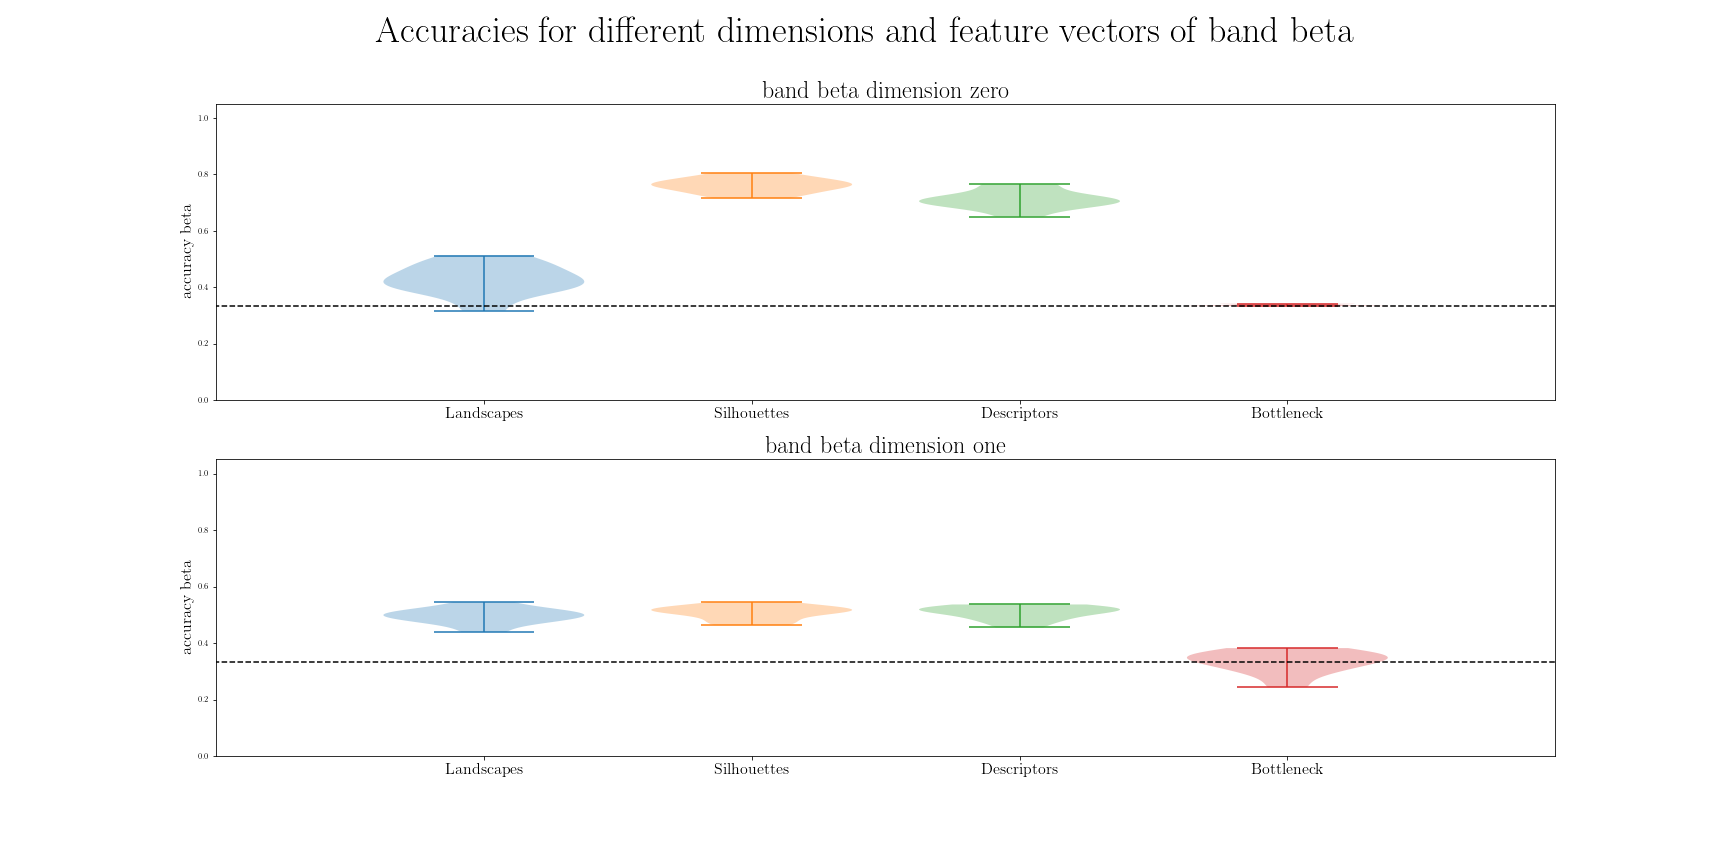 Accuracies for different dimensions and feature vectors of band beta
band beta dimension zero
1.0
0.8
0.6
0.4
0.2
0.0
accuracy beta
Landscapes Silhouettes Descriptors Bottleneck
band beta dimension one
1.0
0.8
0.6
0.4
0.2
0.0
accuracy beta
Landscapes Silhouettes Descriptors Bottleneck